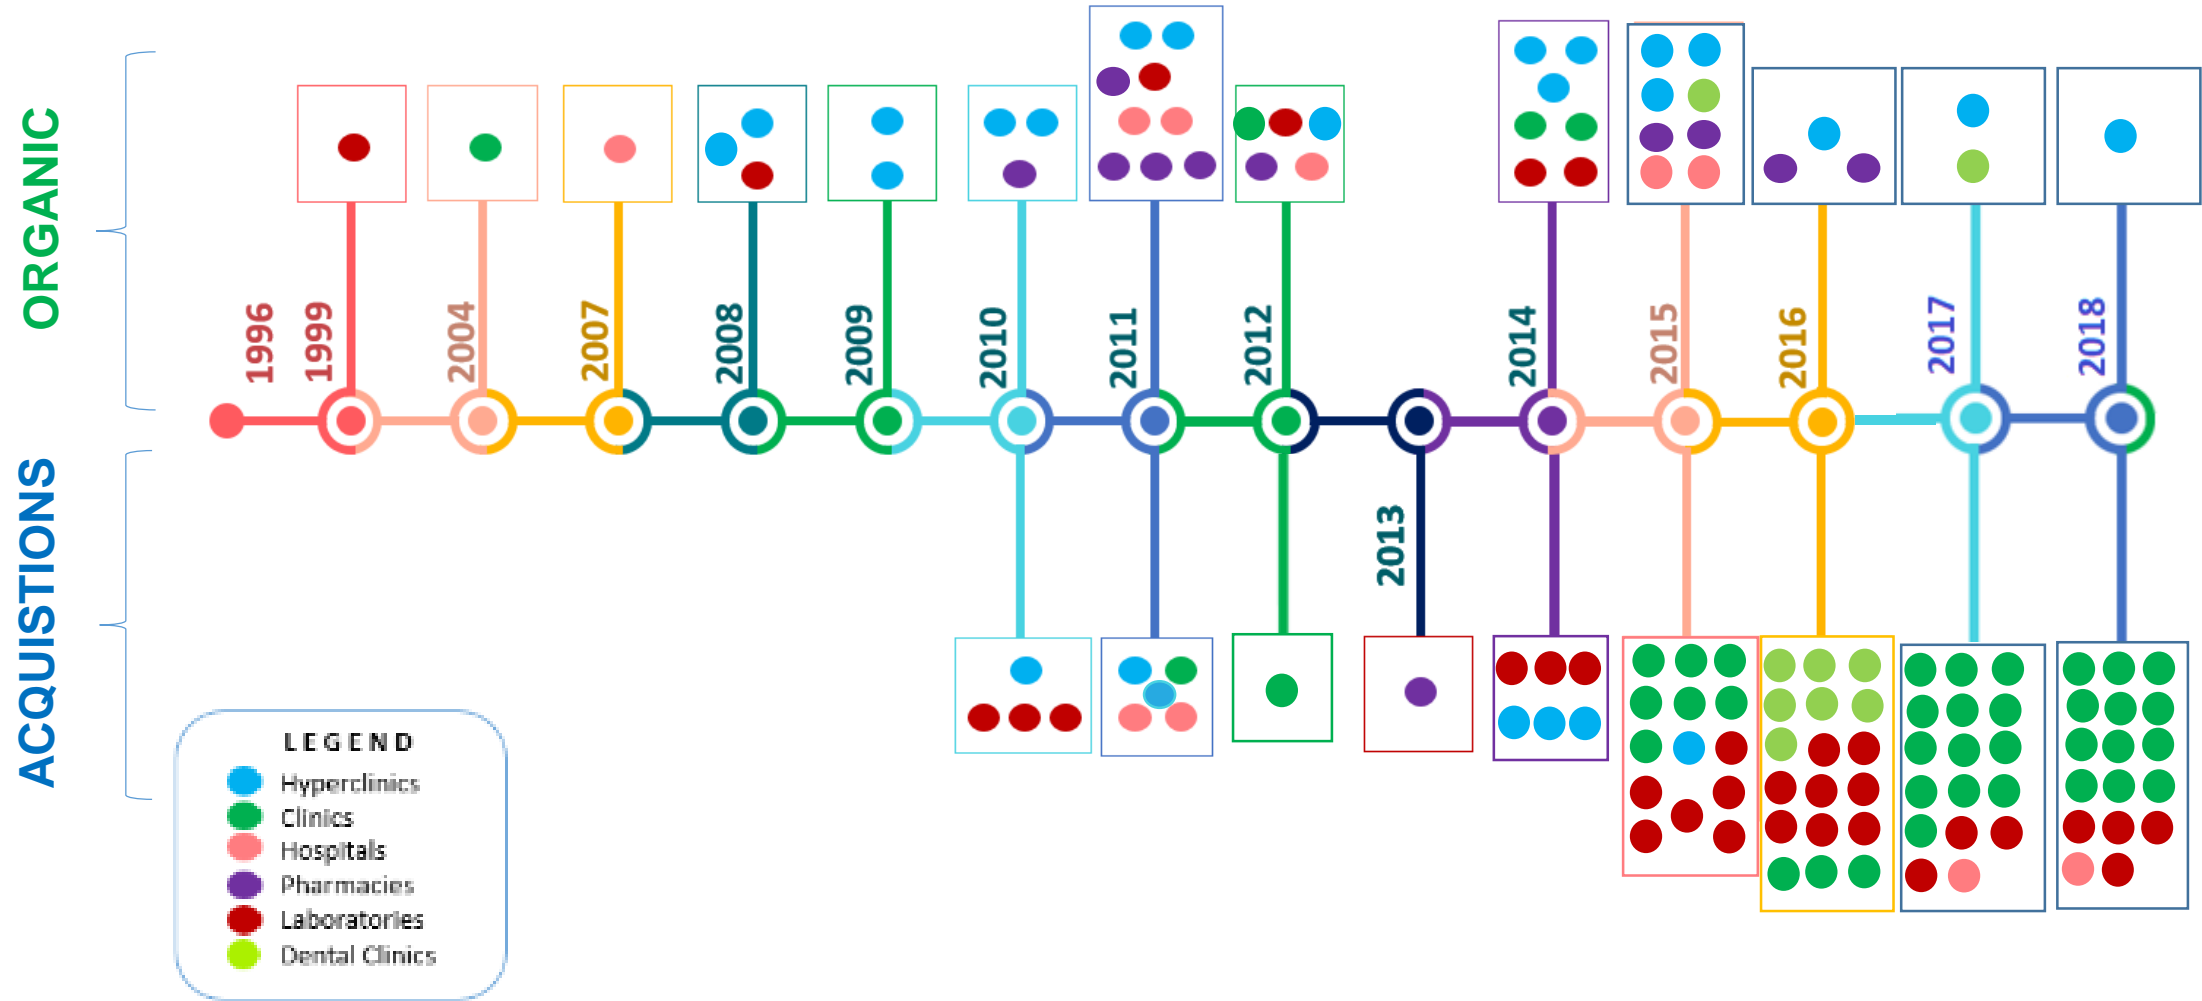 ORGANIC
1996
1999
2004
2007
2008
2009
2010
2011
2012
2014
2015
2016
2017
2018
2013
ACQUISTIONS
LEGEND
Hyperclinics
Clinics
Hospitals
Pharmacies
Laboratories
Dental Clinics